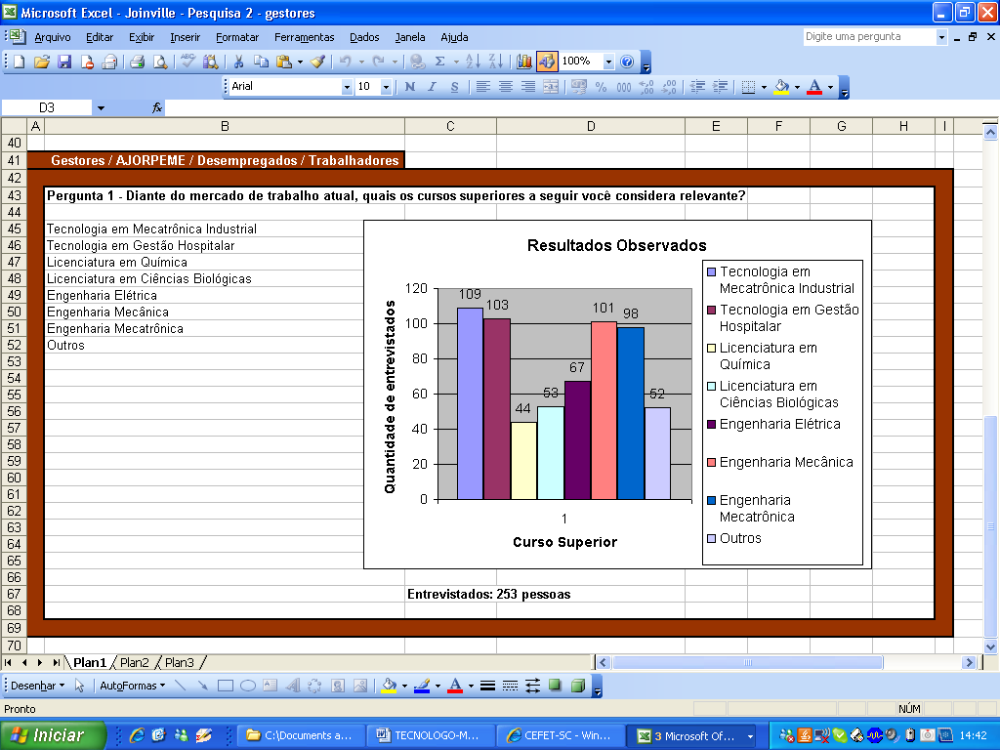 Microsoft Excel - Joinville - Pesquisa 2 - gestores
Arquivo Editar Exibir Inserir Formatar Ferramentas Dados Janela Ajuda
Digite uma pergunta
100%
Arial 10 N I S
% 000
D3 fx
A B C D E F G H I
40
41 Gestores / AJORPEME / Desempregados / Trabalhadores
42
43 Pergunta 1 - Diante do mercado de trabalho atual, quais os cursos superiores a seguir você considera relevante?
44
45 Tecnologia em Mecatrônica Industrial
46 Tecnologia em Gestão Hospitalar
47 Licenciatura em Química
48 Licenciatura em Ciências Biológicas
49 Engenharia Elétrica
50 Engenharia Mecânica
51 Engenharia Mecatrônica
52 Outros
53
54
55
56
57
58
59
60
61
62
63
64
65
66
67 Entrevistados: 253 pessoas
68
69
70
Resultados Observados
Quantidade de entrevistados
120
100
80
60
40
20
0
109 103 44 53 67 101 98 52
1
Curso Superior
Tecnologia em
Mecatrônica Industrial
Tecnologia em Gestão
Hospitalar
Licenciatura em
Química
Licenciatura em
Ciências Biológicas
Engenharia Elétrica
Engenharia Mecânica
Engenharia
Mecatrônica
Outros
Plan1 Plan2 Plan3
Desenhar AutoFormas
Pronto NÚM
Iniciar C:\Documents a... TECNOLOGO-M... CEFET-SC - Win... 3 Microsoft Of... 14:42